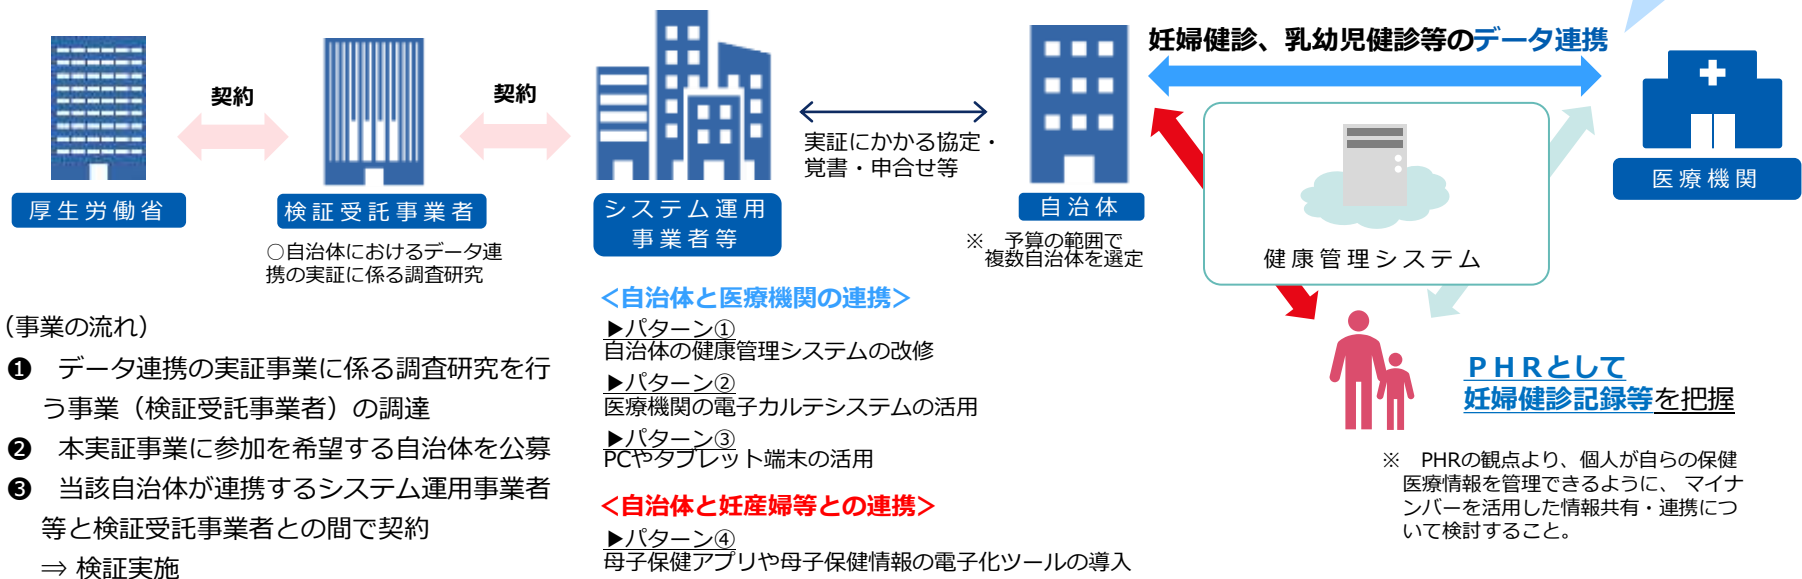 契約
契約
妊婦健診、乳幼児健診等のデータ連携
実証にかかる協定・
覚書・申合せ等
厚生労働省
検証受託事業者
システム運用
事業者等
自治体
医療機関
○自治体におけるデータ連
携の実証に係る調査研究
※　予算の範囲で
複数自治体を選定
健康管理システム
（事業の流れ）
❶　データ連携の実証事業に係る調査研究を行
う事業（検証受託事業者）の調達
❷　本実証事業に参加を希望する自治体を公募
❸　当該自治体が連携するシステム運用事業者
等と検証受託事業者との間で契約
⇒ 検証実施
＜自治体と医療機関の連携＞
▶パターン①
自治体の健康管理システムの改修
▶パターン②
医療機関の電子カルテシステムの活用
▶パターン③
PCやタブレット端末の活用
＜自治体と妊産婦等との連携＞
▶パターン④
母子保健アプリや母子保健情報の電子化ツールの導入
ＰＨＲとして
妊婦健診記録等を把握
※　PHRの観点より、個人が自らの保健
医療情報を管理できるように、 マイナ
ンバーを活用した情報共有・連携につ
いて検討すること。